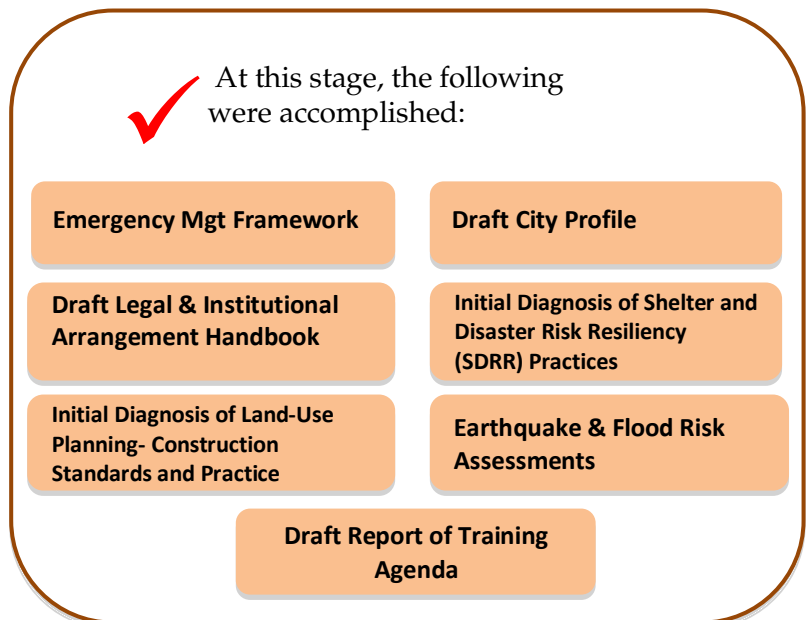 At this stage, the following
were accomplished:
Emergency Mgt Framework
Draft City Profile
Draft Legal & Institutional
Arrangement Handbook
Initial Diagnosis of Shelter and
Disaster Risk Resiliency
(SDRR) Practices
Initial Diagnosis of Land-Use
Planning- Construction
Standards and Practice
Earthquake & Flood Risk
Assessments
Draft Report of Training
Agenda